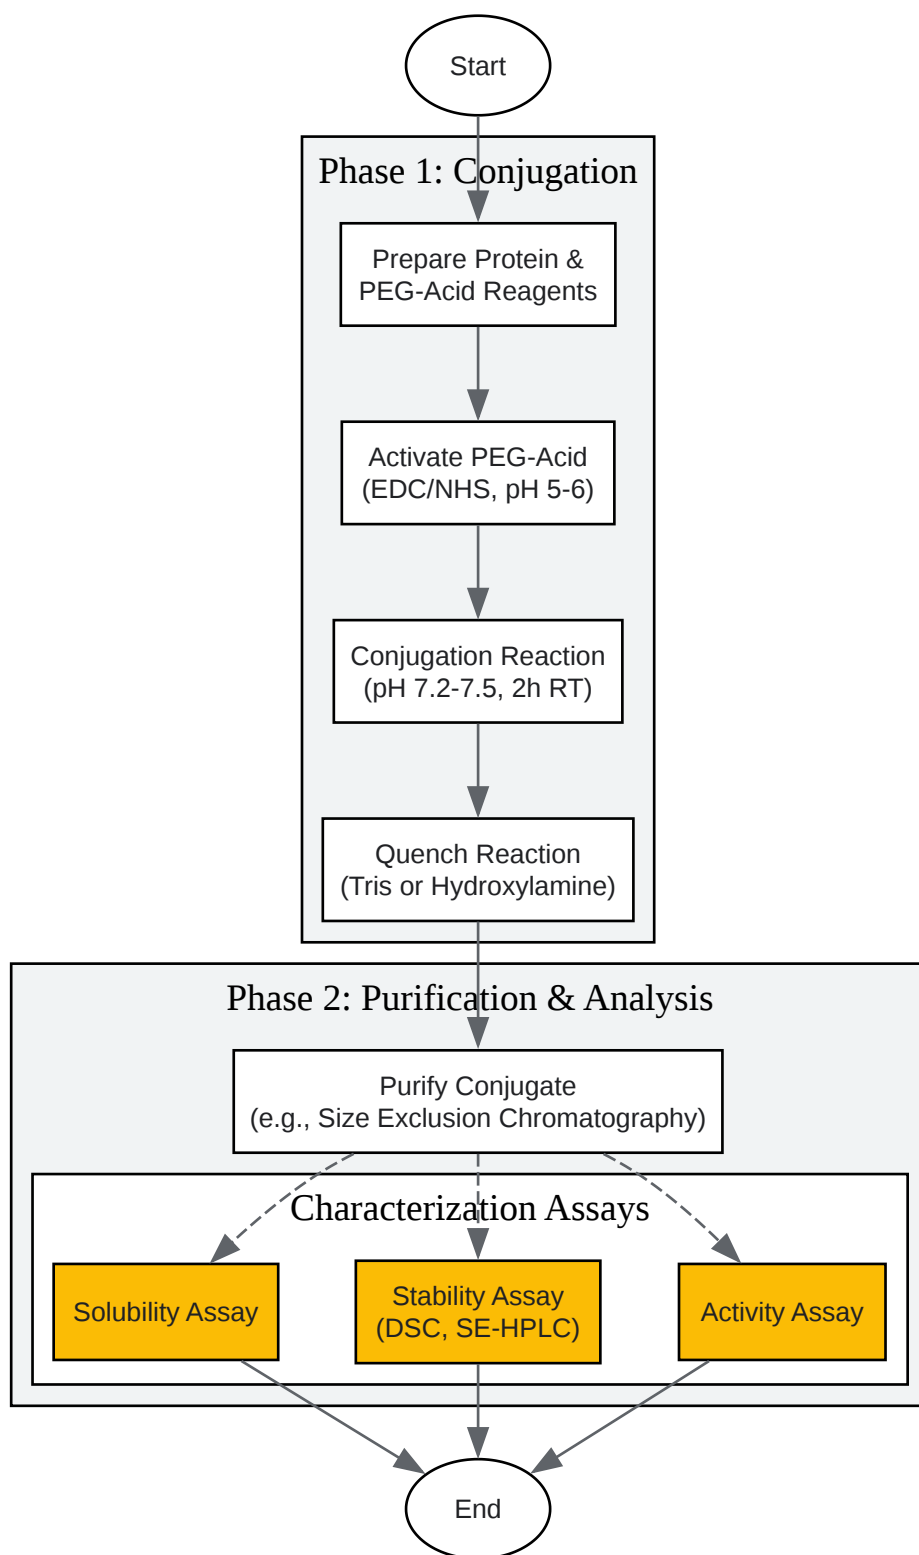 Start
Phase 1: Conjugation
Prepare Protein &
PEG-Acid Reagents
Activate PEG-Acid
(EDC/NHS, pH 5-6)
Conjugation Reaction
(pH 7.2-7.5, 2h RT)
Quench Reaction
(Tris or Hydroxylamine)
Phase 2: Purification & Analysis
Purify Conjugate
(e.g., Size Exclusion Chromatography)
Characterization Assays
Solubility Assay
Stability Assay
(DSC, SE-HPLC)
Activity Assay
End